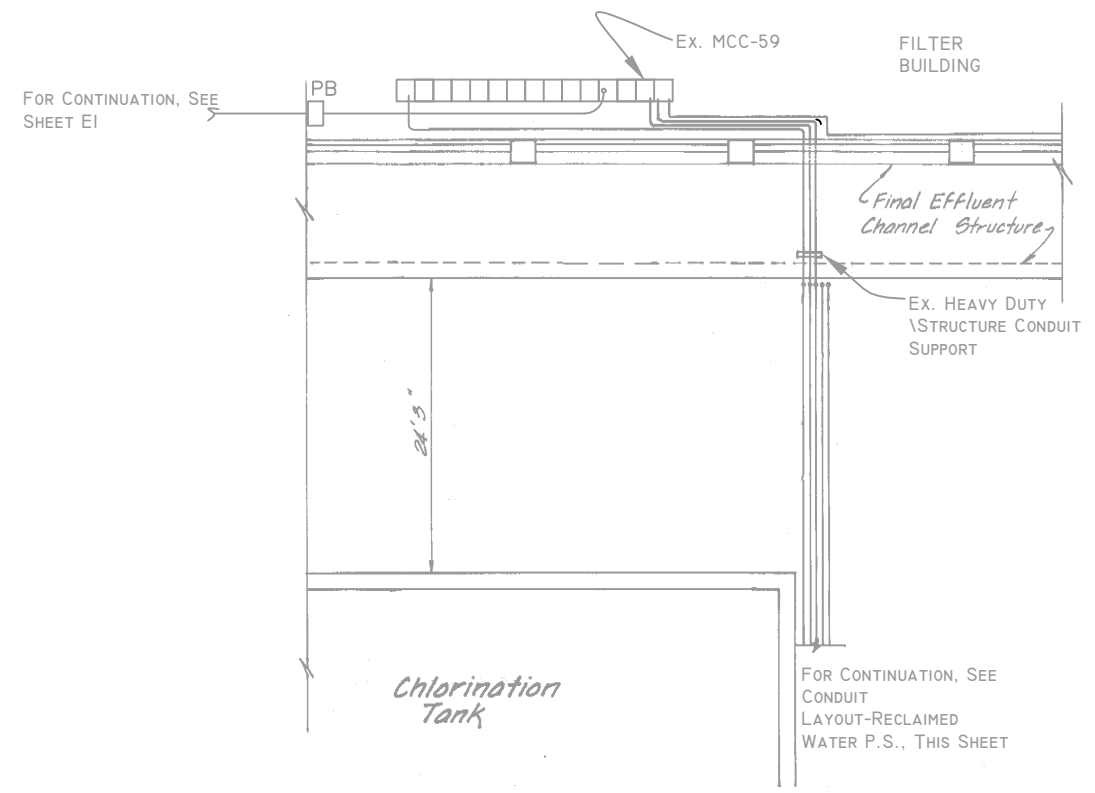 Ex. MCC-59
FILTER
BUILDING
PB
FOR CONTINUATION, SEE
SHEET E1
Final Effluent
Channel Structure
EX. HEAVY DUTY
\STRUCTURE CONDUIT
SUPPORT
24'3"
Chlorination
Tank
FOR CONTINUATION, SEE
CONDUIT
LAYOUT-RECLAIMED
WATER P.S., THIS SHEET